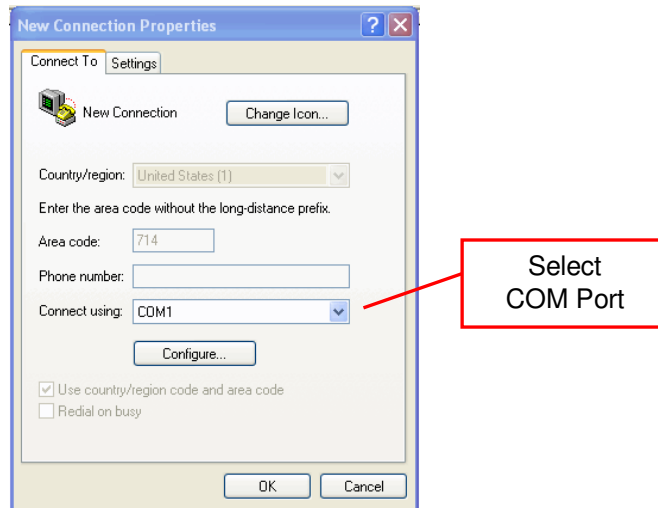 New Connection Properties
Connect To Settings
New Connection Change Icon...
Country/region: United States (1)
Enter the area code without the long-distance prefix.
Area code: 714
Phone number:
Connect using: COM1
Configure...
Use country/region code and area code
Redial on busy
OK Cancel
Select
COM Port